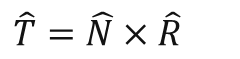 T̂ = N̂ × R̂